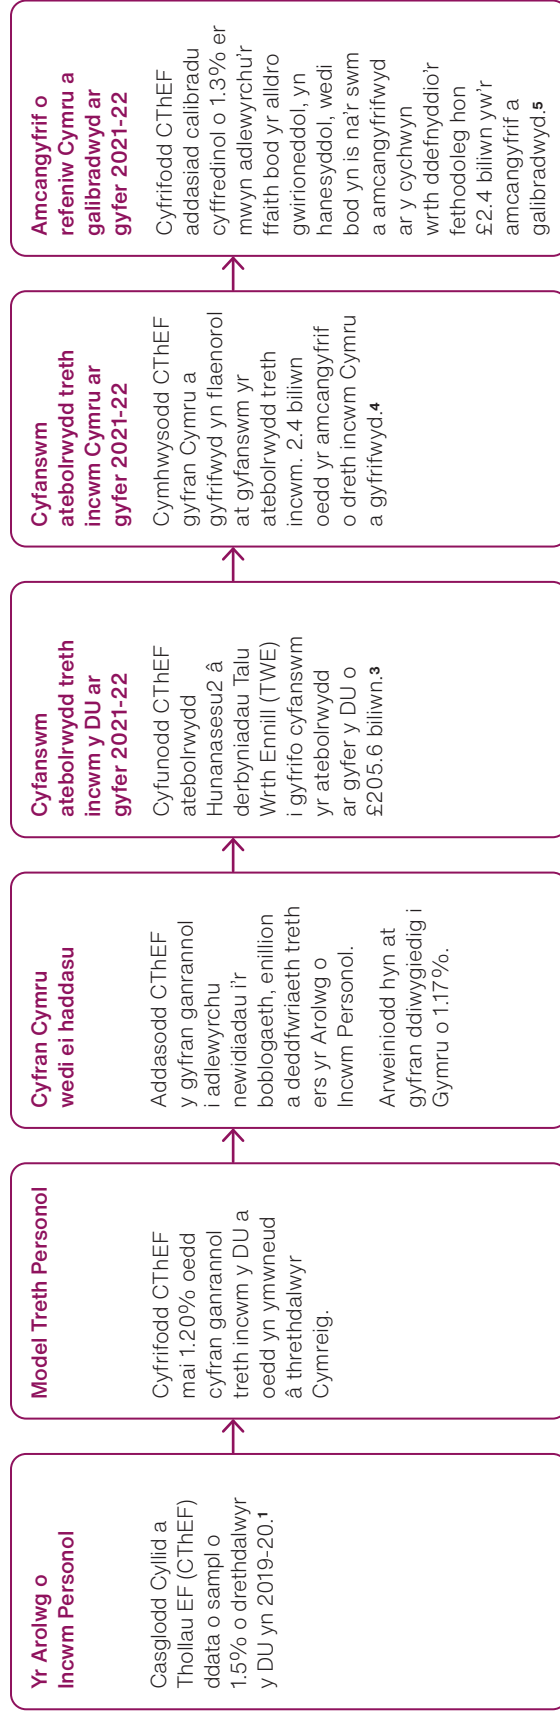 Yr Arolwg o
Incwm Personol
Casglodd Cyllid a
Thollau EF (CThEF)
ddata o sampl o
1.5% o drethdalwyr
y DU yn 2019-20.1
Model Treth Personol
Cyfrifodd CThEF
mai 1.20% oedd
cyfran ganrannol
treth incwm y DU a
oedd yn ymwneud
â threthdalwyr
Cymreig.
Cyfran Cymru
wedi ei haddasu
Addasodd CThEF
y gyfran ganrannol
i adlewyrchu
newidiadau i'r
boblogaeth, enillion
a deddfwriaeth treth
ers yr Arolwg o
Incwm Personol.
Arweiniodd hyn at
gyfran ddiwygiedig i
Gymru o 1.17%.
Cyfanswm
atebolrwydd treth
incwm y DU ar
gyfer 2021-22
Cyfunodd CThEF
atebolrwydd
Hunanasesu2 â
derbyniadau Talu
Wrth Ennill (TWE)
i gyfrifo cyfanswm
yr atebolrwydd
ar gyfer y DU o
£205.6 biliwn.3
Cyfanswm
atebolrwydd treth
incwm Cymru ar
gyfer 2021-22
Cymhwysodd CThEF
gyfran Cymru a
gyfrifwyd yn flaenorol
at gyfanswm yr
atebolrwydd treth
incwm. 2.4 biliwn
oedd yr amcangyfrif
o dreth incwm Cymru
a gyfrifwyd.4
Amcangyfrif o
refeniw Cymru a
galibradwyd ar
gyfer 2021-22
Cyfrifodd CThEF
addasiad calibradu
cyffredinol o 1.3% er
mwyn adlewyrchu'r
ffaith bod yr alldro
gwirioneddol, yn
hanesyddol, wedi
bod yn is na'r swm
a amcangyfrifwyd
ar y cychwyn
wrth ddefnyddio'r
fethodoleg hon
£2.4 biliwn yw'r
amcangyfrif a
galibradwyd.5